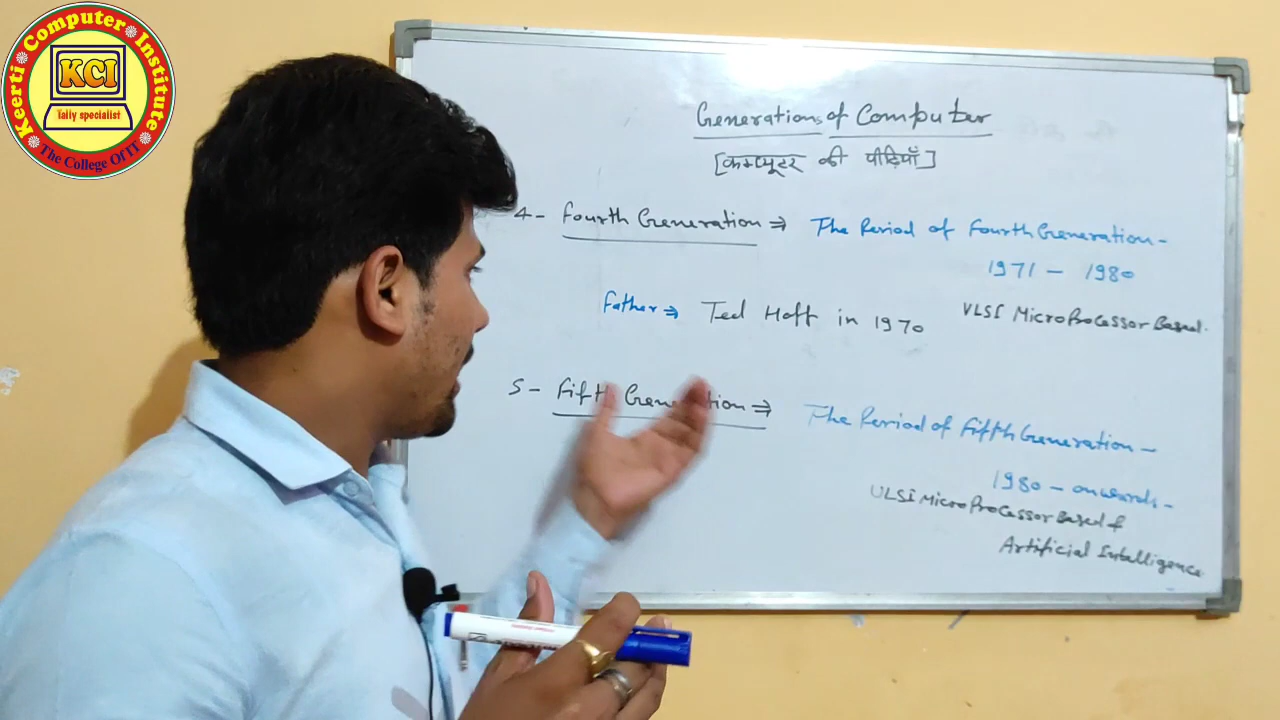 Keerti Computer Institute
KCI
Tally specialist
The College Of IT
Generations of Computer
[कम्प्यूटर की पीढ़ियाँ]
4- Fourth Generation ⇒ The Period of Fourth Generation -
1971 - 1980
Father ⇒ Ted Hoff in 1970 VLSI MicroProcessor Based.
5- Fifth Generation ⇒ The Period of Fifth Generation -
1980 - onwards -
ULSI MicroProcessor Based &
Artificial Intalligence